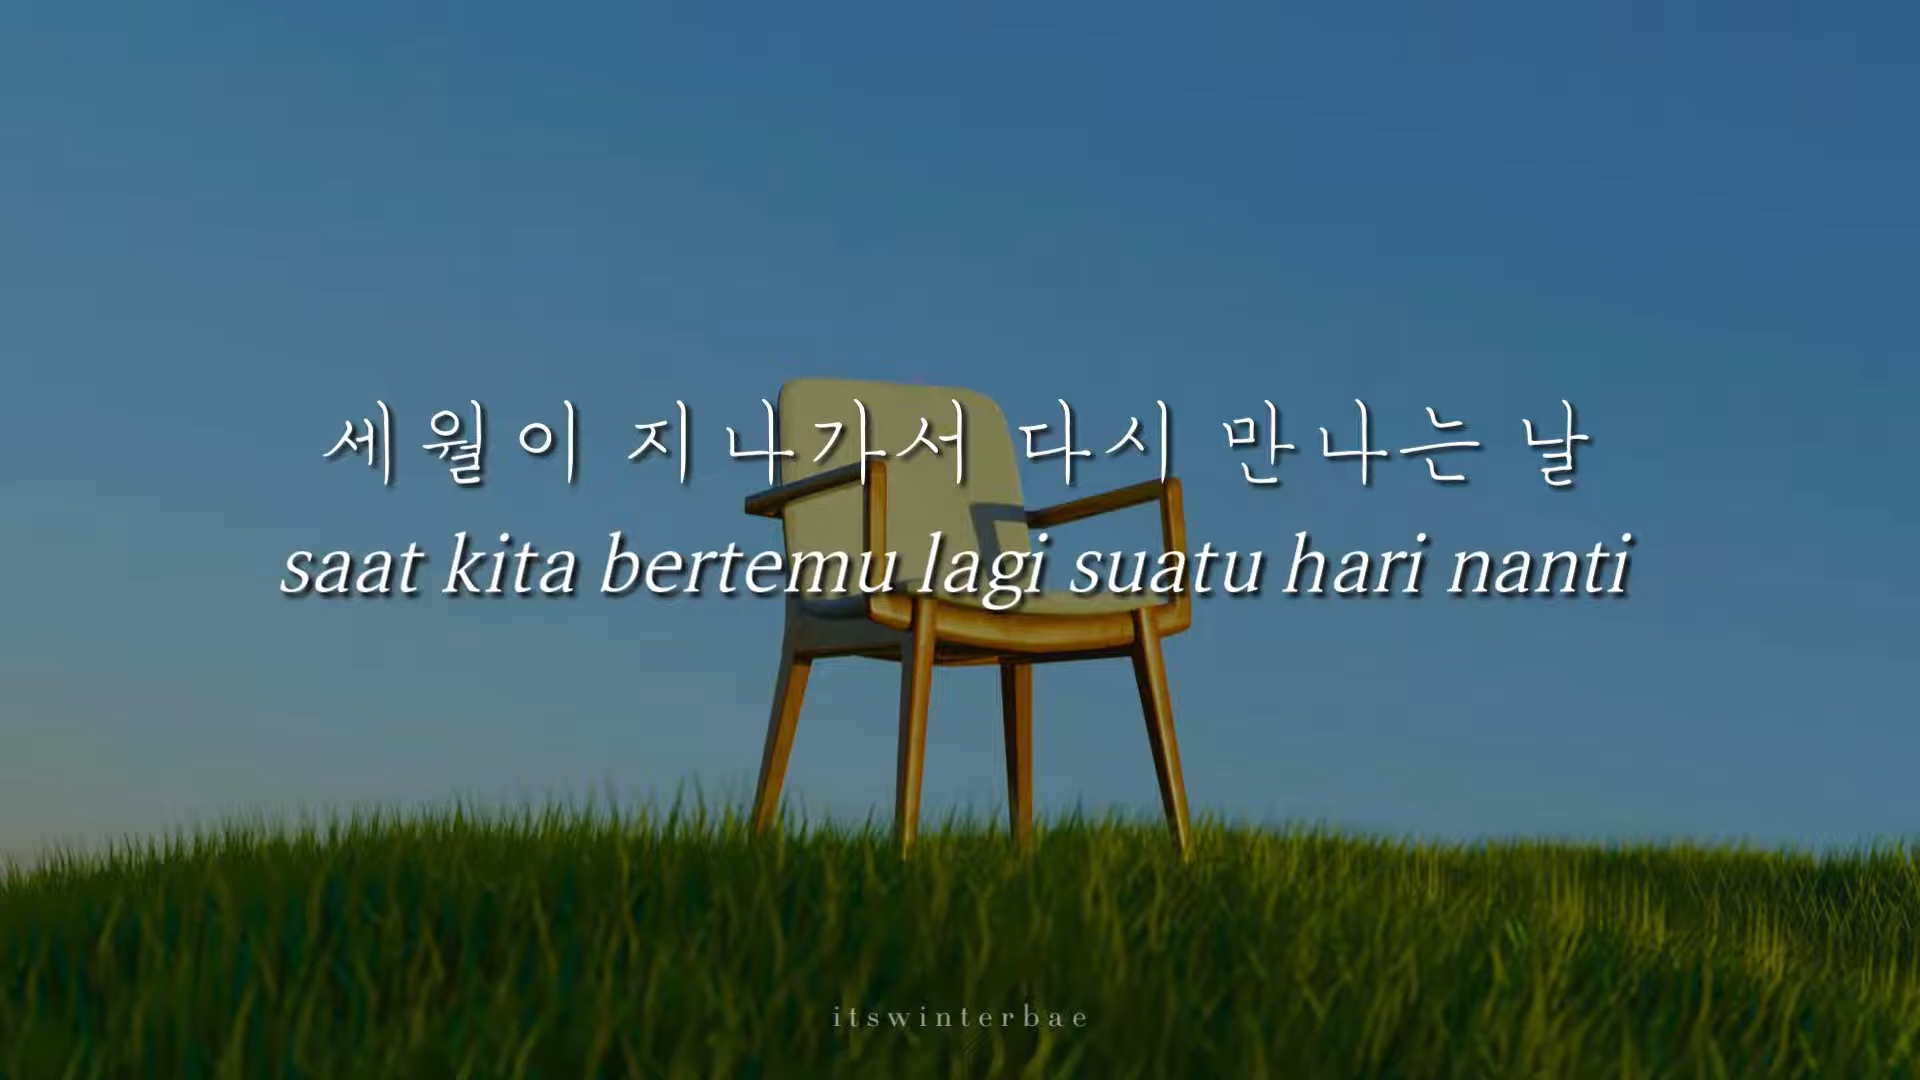 세월이 지나가서 다시 만나는 날
saat kita bertemu lagi suatu hari nanti
itswinterbae